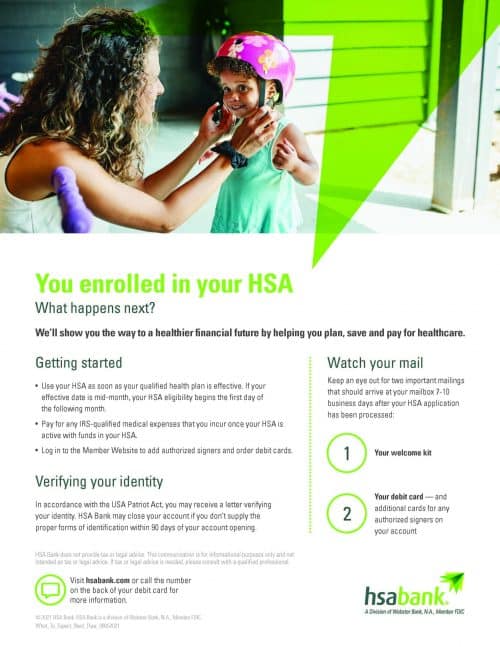 You enrolled in your HSA
What happens next?
We'll show you the way to a healthier financial future by helping you plan, save and pay for healthcare.
Getting started
• Use your HSA as soon as your qualified health plan is effective. If your
effective date is mid-month, your HSA eligibility begins the first day of
the following month.
• Pay for any IRS-qualified medical expenses that you incur once your HSA is
active with funds in your HSA.
• Log in to the Member Website to add authorized signers and order debit cards.
Verifying your identity
In accordance with the USA Patriot Act, you may receive a letter verifying
your identity. HSA Bank may close your account if you don't supply the
proper forms of identification within 90 days of your account opening.
Watch your mail
Keep an eye out for two important mailings
that should arrive at your mailbox 7-10
business days after your HSA application
has been processed:
1
Your welcome kit
2
Your debit card — and
additional cards for any
authorized signers on
your account
HSA Bank does not provide tax or legal advice. This communication is for informational purposes only and not
intended as tax or legal advice. If tax or legal advice is needed, please consult with a qualified professional.
Visit hsabank.com or call the number
on the back of your debit card for
more information.
© 2021 HSA Bank. HSA Bank is a division of Webster Bank, N.A., Member FDIC.
What_To_Expect_Next_Flyer_
hsabank
A Division of Webster Bank, N.A., Member FDIC